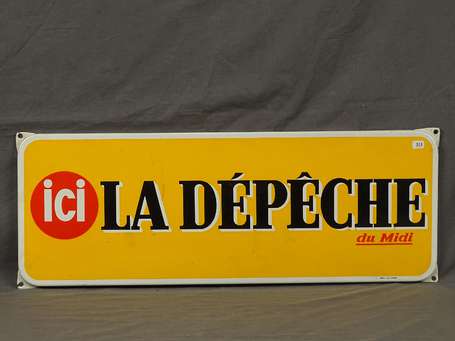 ici LA DÉPÊCHE
du Midi